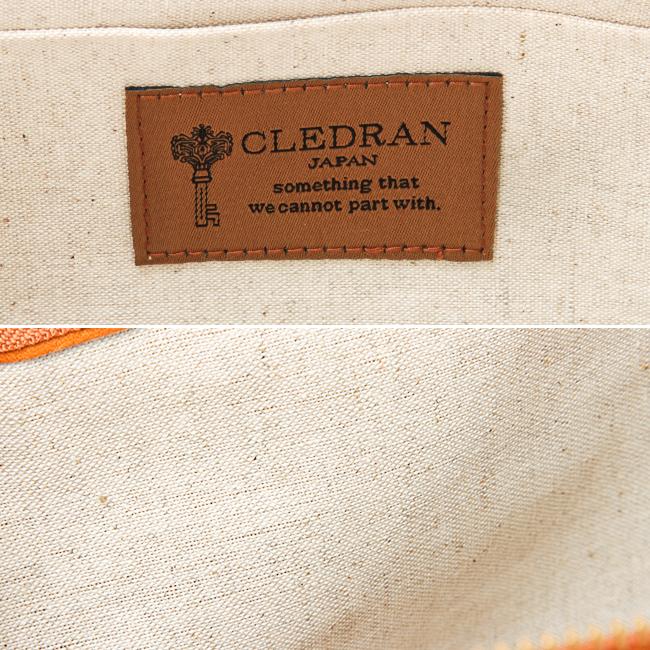 CLEDRAN
JAPAN
something that
we cannot part with.